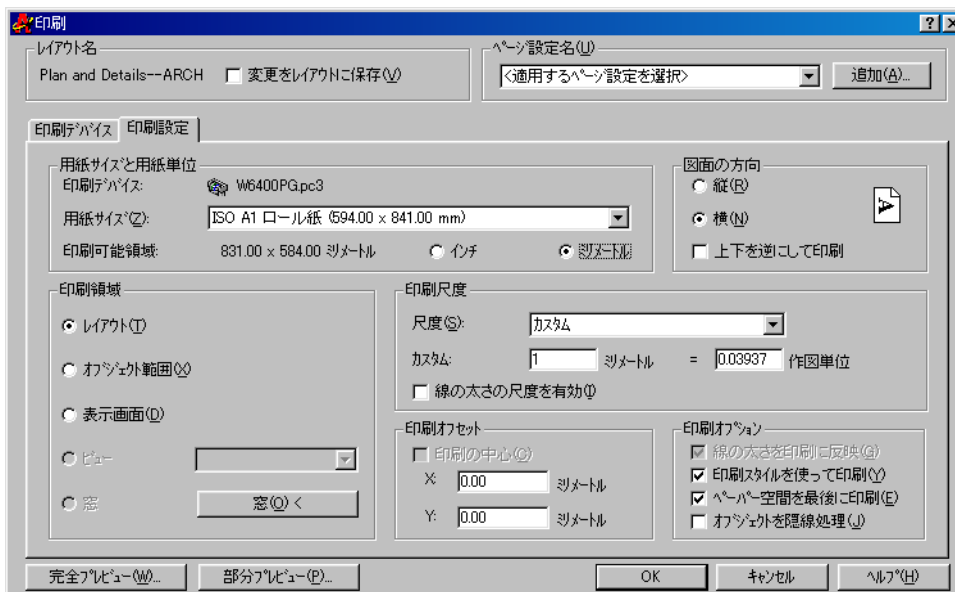 印刷
レイアウト名
Plan and Details--ARCH 変更をレイアウトに保存(V)
ページ設定名(U)
<適用するページ設定を選択> 追加(A)...
印刷デバイス 印刷設定
用紙サイズと用紙単位
印刷デバイス: W6400PG.pc3
用紙サイズ(Z): ISO A1 ロール紙 (594.00 x 841.00 mm)
印刷可能領域: 831.00 x 584.00 ミリメートル インチ ミリメートル
図面の方向
縦(R)
横(N)
上下を逆にして印刷
A
印刷領域
レイアウト(T)
オブジェクト範囲(X)
表示画面(D)
ビュー
窓 窓(O) <
印刷尺度
尺度(S): カスタム
カスタム: 1 ミリメートル = 0.03937 作図単位
線の太さの尺度を有効(I)
印刷オフセット
印刷の中心(C)
X: 0.00 ミリメートル
Y: 0.00 ミリメートル
印刷オプション
線の太さを印刷に反映(G)
印刷スタイルを使って印刷(Y)
ペーパー空間を最後に印刷(E)
オブジェクトを隠線処理(J)
完全プレビュー(W)... 部分プレビュー(P)... OK キャンセル ヘルプ(H)